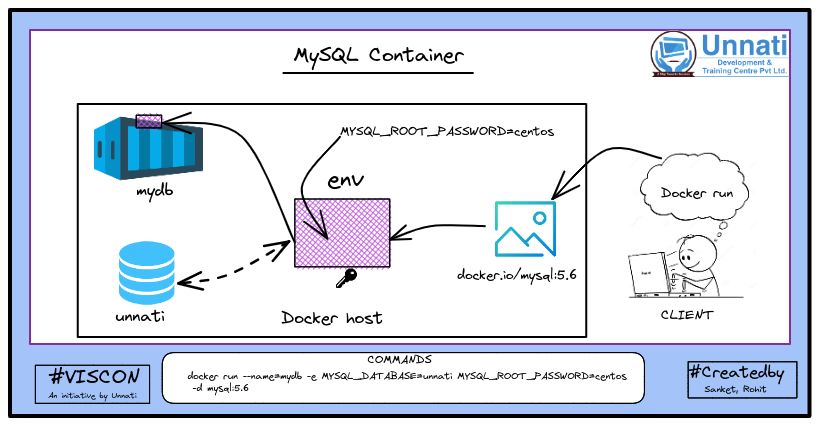 MySQL Container
Unnati
Development &
Training Centre Pvt Ltd.
MYSQL_ROOT_PASSWORD=centos
env
mydb
Docker run
docker.io/mysql:5.6
unnati
Docker host
CLIENT
#VISCON
An initiative by Unnati
COMMANDS
docker run --name=mydb -e MYSQL_DATABASE=unnati MYSQL_ROOT_PASSWORD=centos
-d mysql:5.6
#Createdby
Sanket, Rohit